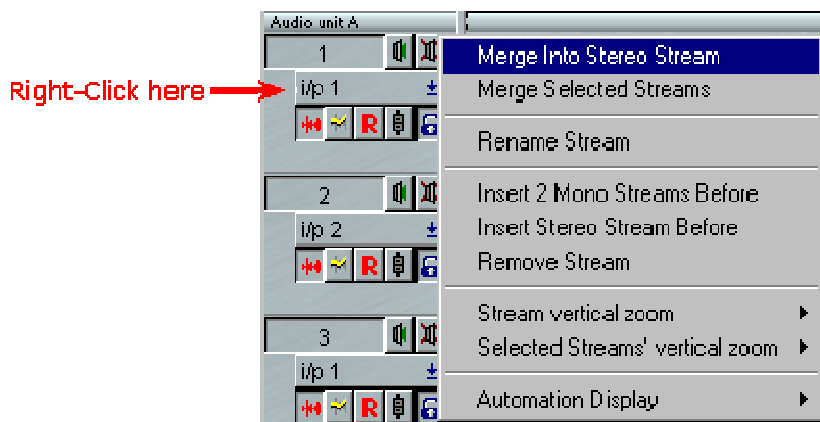 Audio unit A
1
Merge Into Stereo Stream
Right-Click here
i/p 1
Merge Selected Streams
R
Rename Stream
2
Insert 2 Mono Streams Before
i/p 2
Insert Stereo Stream Before
R
Remove Stream
Stream vertical zoom
3
Selected Streams' vertical zoom
i/p 1
R
Automation Display